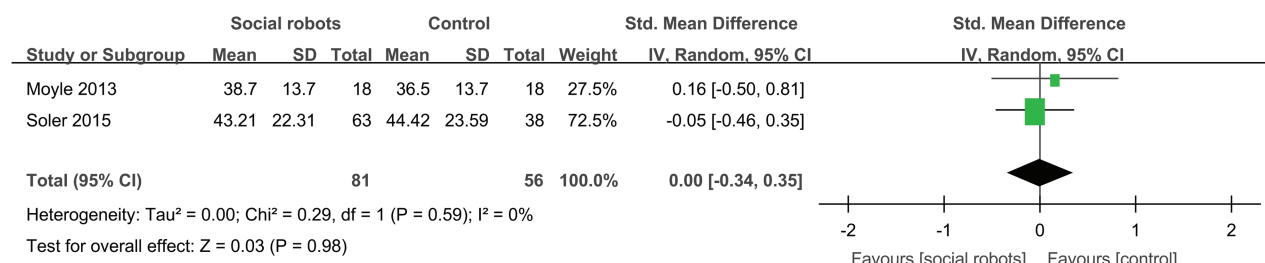 Social robots Control Std. Mean Difference Std. Mean Difference
Study or Subgroup Mean SD Total Mean SD Total Weight IV, Random, 95% CI IV, Random, 95% CI
Moyle 2013 38.7 13.7 18 36.5 13.7 18 27.5% 0.16 [-0.50, 0.81]
Soler 2015 43.21 22.31 63 44.42 23.59 38 72.5% -0.05 [-0.46, 0.35]
Total (95% CI) 81 56 100.0% 0.00 [-0.34, 0.35]
Heterogeneity: Tau² = 0.00; Chi² = 0.29, df = 1 (P = 0.59); I² = 0%
Test for overall effect: Z = 0.03 (P = 0.98)
-2 -1 0 1 2
Favours [social robots] Favours [control]